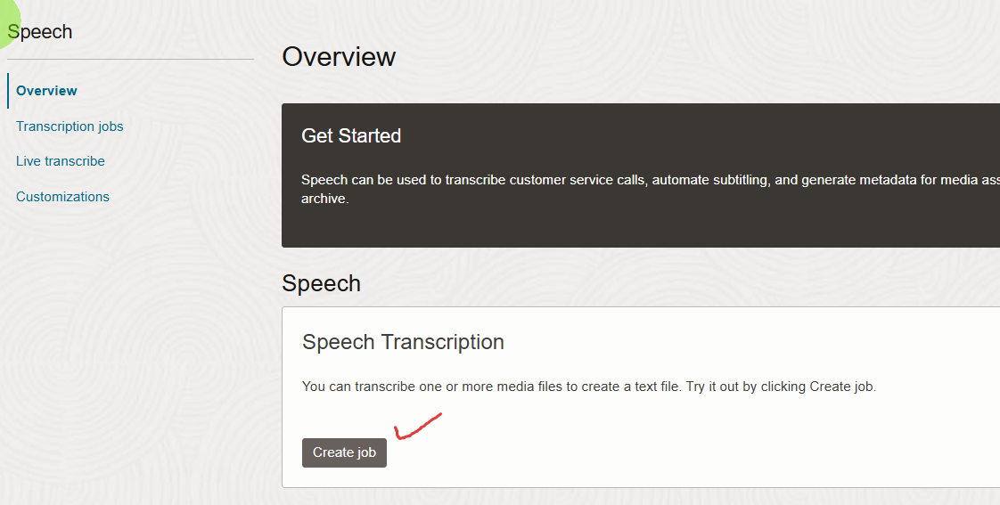 Speech
Overview
Transcription jobs
Live transcribe
Customizations
Overview
Get Started
Speech can be used to transcribe customer service calls, automate subtitling, and generate metadata for media
archive.
Speech
Speech Transcription
You can transcribe one or more media files to create a text file. Try it out by clicking Create job.
Create job